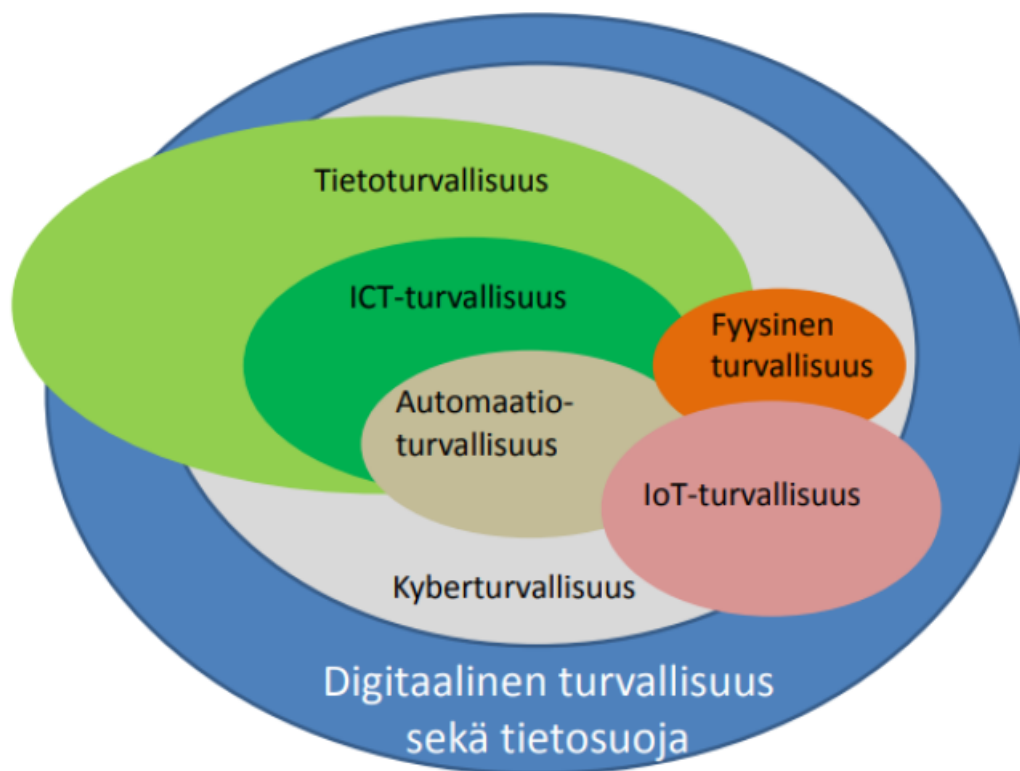 Tietoturvallisuus
ICT-turvallisuus
Fyysinen
turvallisuus
Automaatio-
turvallisuus
IoT-turvallisuus
Kyberturvallisuus
Digitaalinen turvallisuus
sekä tietosuoja